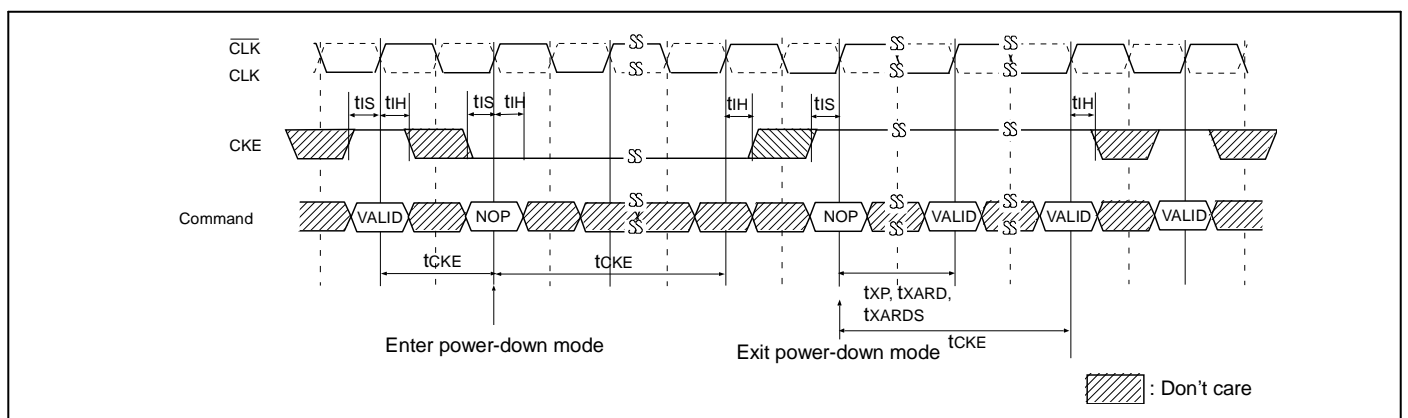 CLK
CLK
tIS tIH tIS tIH tIH tIS tIH
CKE
Command VALID NOP NOP VALID VALID VALID
tCKE tCKE
tXP, tXARD,
tXARDS
tCKE
Enter power-down mode
Exit power-down mode
: Don't care